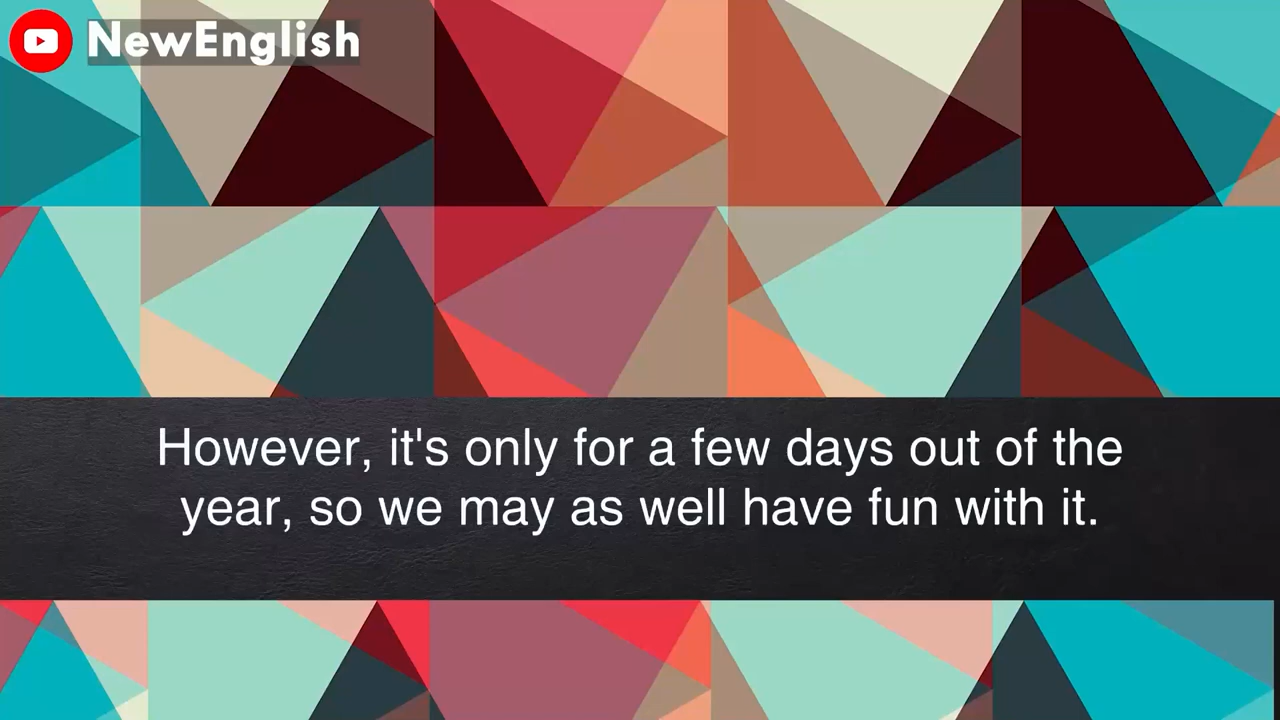 NewEnglish
However, it's only for a few days out of the
year, so we may as well have fun with it.